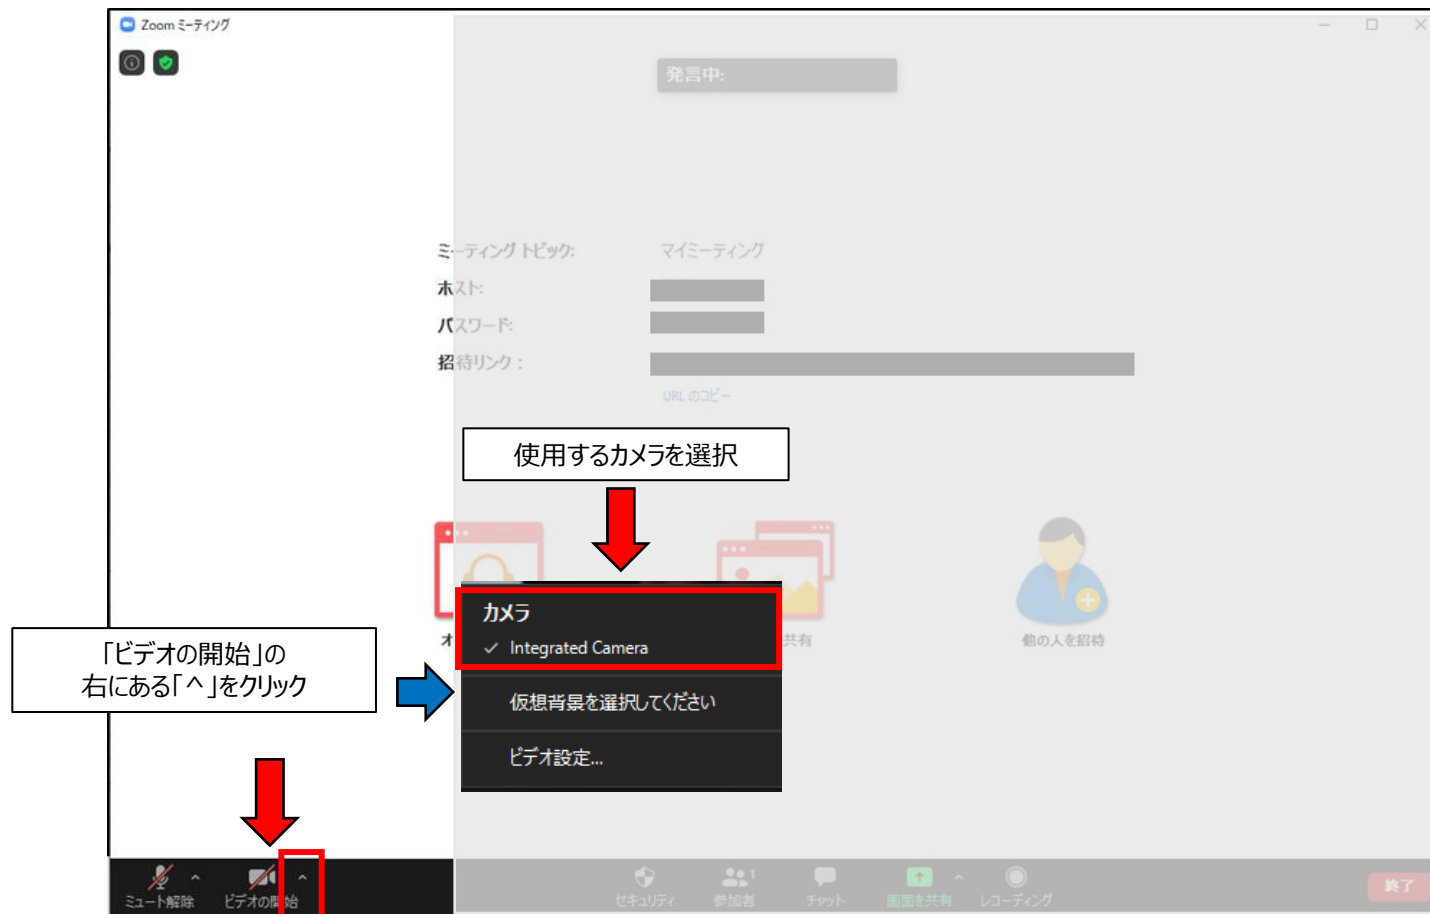 Zoom ミーティング
発言中:
ミーティング トピック: マイミーティング
ホスト:
パスワード:
招待リンク：
URL のコピー
使用するカメラを選択
カメラ
✓ Integrated Camera
仮想背景を選択してください
ビデオ設定...
オ
共有
他の人を招待
「ビデオの開始」の
右にある「^」をクリック
ミュート解除 ビデオの開始 セキュリティ 参加者 1 チャット 画面を共有 レコーディング 終了